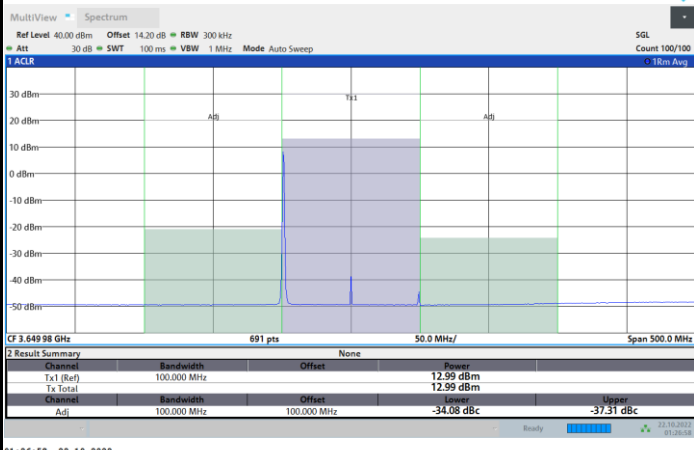 MultiView Spectrum
Ref Level 40.00 dBm Offset 14.20 dB RBW 300 kHz SGL
Att 30 dB SWT 100 ms VBW 1 MHz Mode Auto Sweep Count 100/100
1 ACLR 1Rm Avg
30 dBm
Tx1
20 dBm Adj Adj
10 dBm
0 dBm
-10 dBm
-20 dBm
-30 dBm
-40 dBm
-50 dBm
CF 3.649 98 GHz 691 pts 50.0 MHz/ Span 500.0 MHz
2 Result Summary None
Channel Bandwidth Offset Power
Tx1 (Ref) 100.000 MHz 12.99 dBm
Tx Total 12.99 dBm
Channel Bandwidth Offset Lower Upper
Adj 100.000 MHz 100.000 MHz -34.08 dBc -37.31 dBc
Ready 22.10.2022
01:26:58